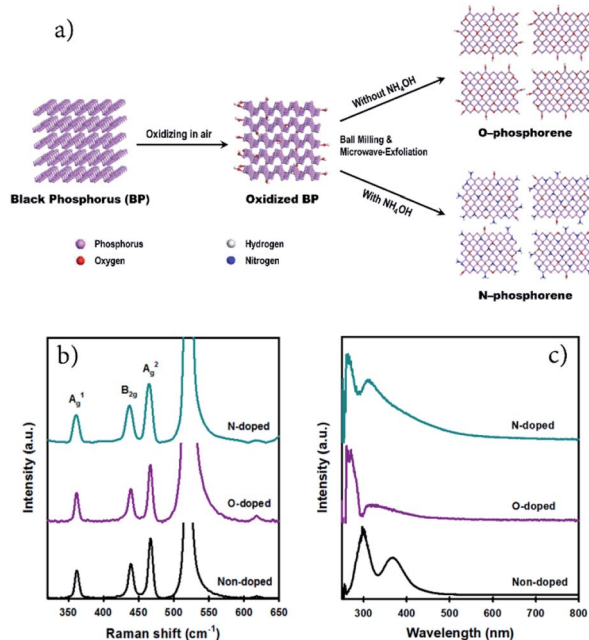 a)
Black Phosphorus (BP)
Oxidizing in air
Oxidized BP
Without NH₄OH
Ball Milling &
Microwave-Exfoliation
With NH₄OH
O–phosphorene
N–phosphorene
Phosphorus
Hydrogen
Oxygen
Nitrogen
b)
A_g¹
B₂g
A_g²
N-doped
O-doped
Non-doped
Intensity (a.u.)
350 400 450 500 550 600 650
Raman shift (cm⁻¹)
c)
N-doped
O-doped
Non-doped
Intensity (a.u.)
300 400 500 600 700 800
Wavelength (nm)